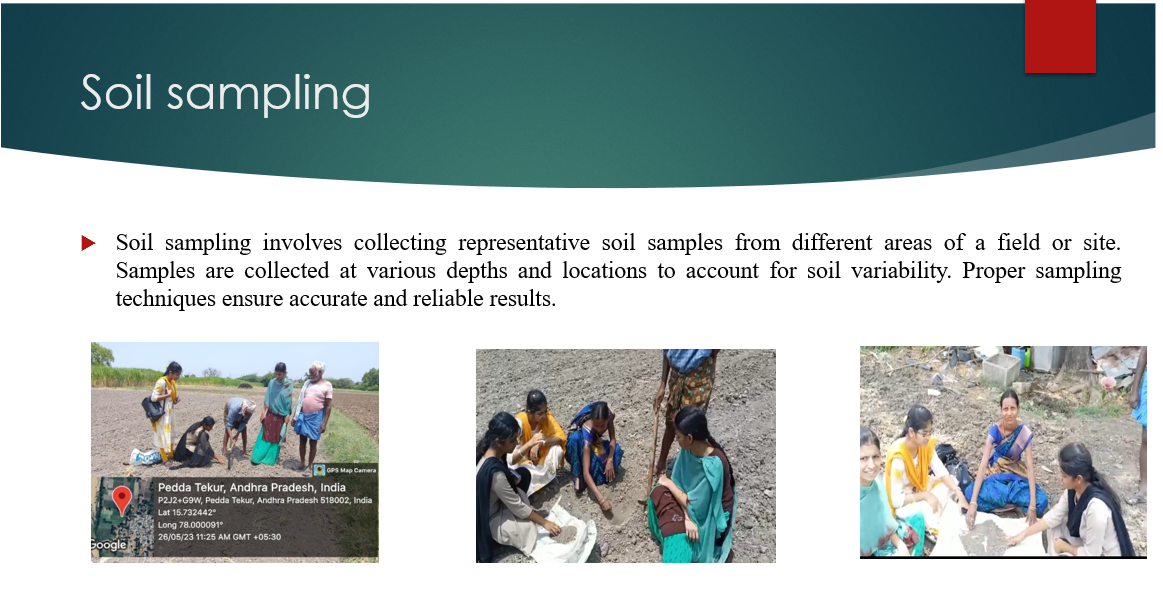 Soil sampling
Soil sampling involves collecting representative soil samples from different areas of a field or site.
Samples are collected at various depths and locations to account for soil variability. Proper sampling
techniques ensure accurate and reliable results.
GPS Map Camera
Pedda Tekur, Andhra Pradesh, India
P2J2+G9W, Pedda Tekur, Andhra Pradesh 518002, India
Lat 15.732442°
Long 78.000091°
26/05/23 11:25 AM GMT +05:30
Google